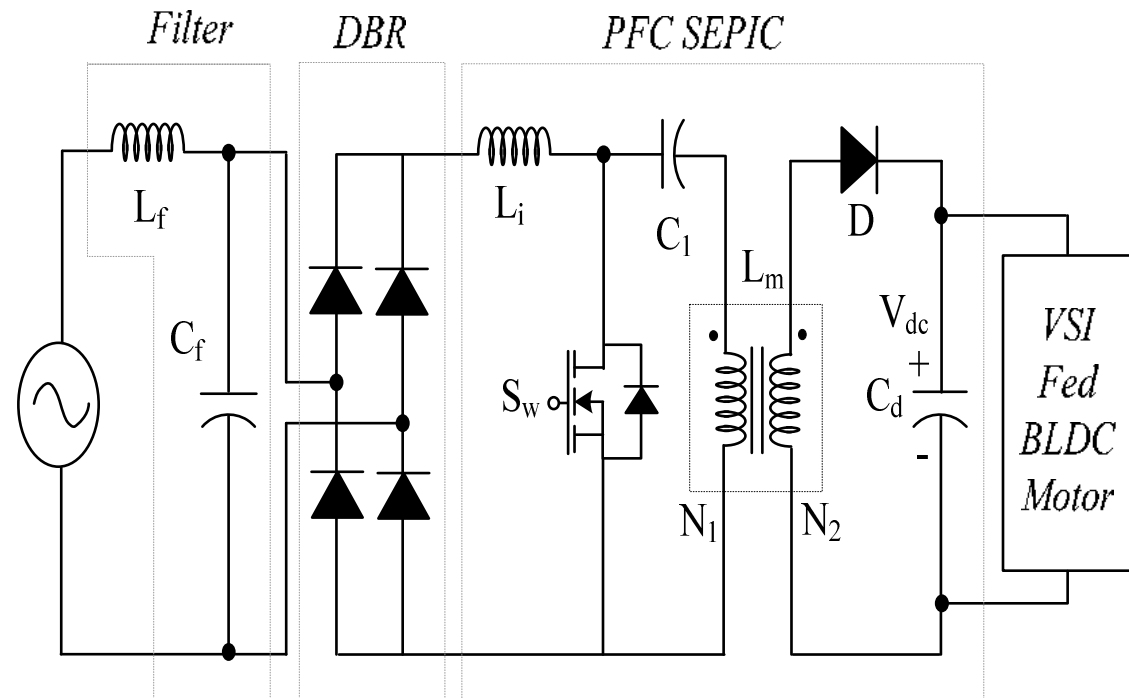 Filter
DBR
PFC SEPIC
L_f
C_f
L_i
C_1
D
L_m
S_w
N_1
N_2
V_dc
+
C_d
-
VSI
Fed
BLDC
Motor